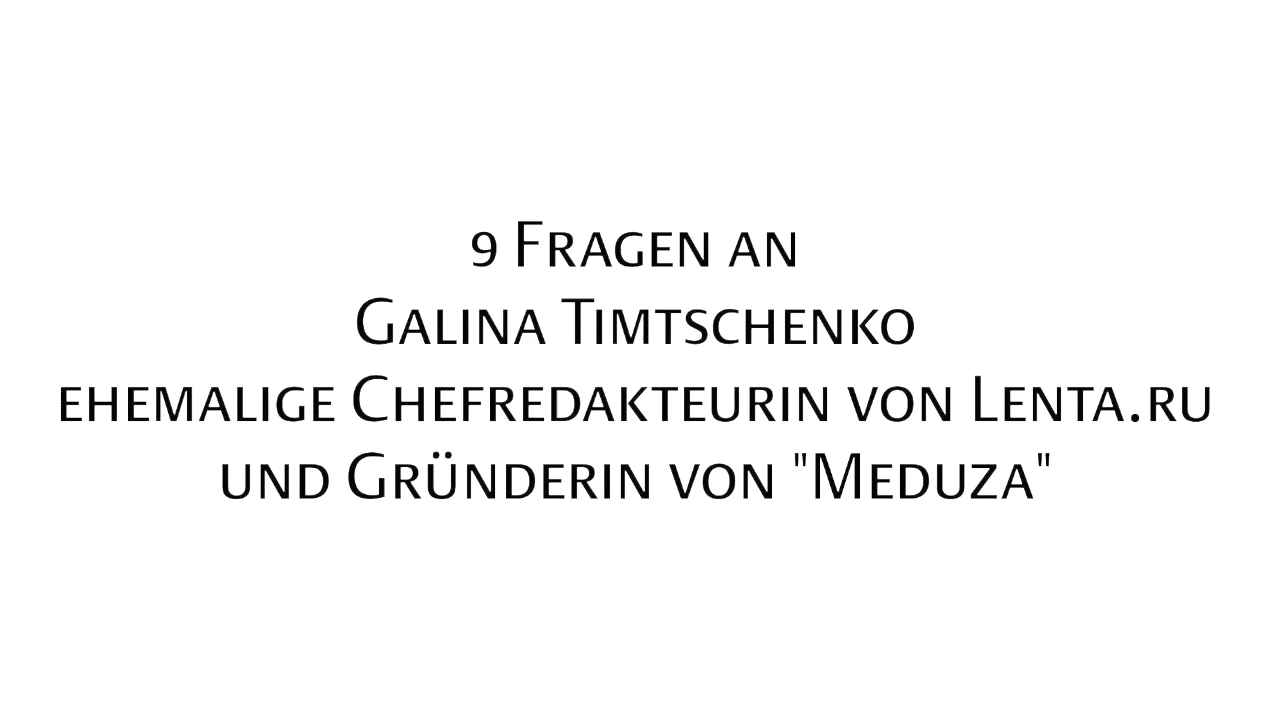 9 Fragen an
Galina Timtschenko
ehemalige Chefredakteurin von Lenta.ru
und Gründerin von "Meduza"